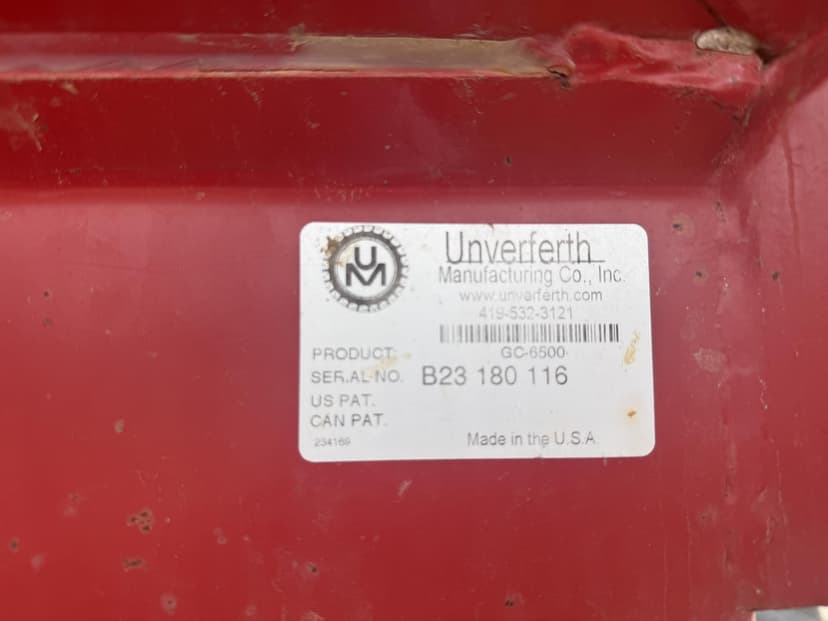 UM
Unverferth
Manufacturing Co., Inc.
www.unverferth.com
419-532-3121
PRODUCT: GC-6500
SERIAL NO. B23 180 116
US PAT.
CAN PAT.
234169 Made in the U.S.A.